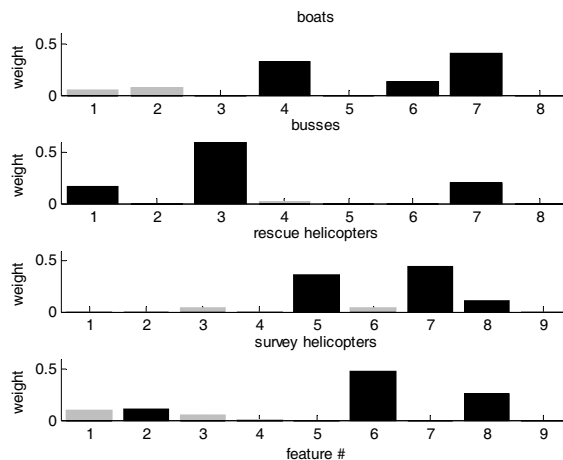 boats
weight
0.5
0
1 2 3 4 5 6 7 8
busses
weight
0.5
0
1 2 3 4 5 6 7 8
rescue helicopters
weight
0.5
0
1 2 3 4 5 6 7 8 9
survey helicopters
weight
0.5
0
1 2 3 4 5 6 7 8 9
feature #